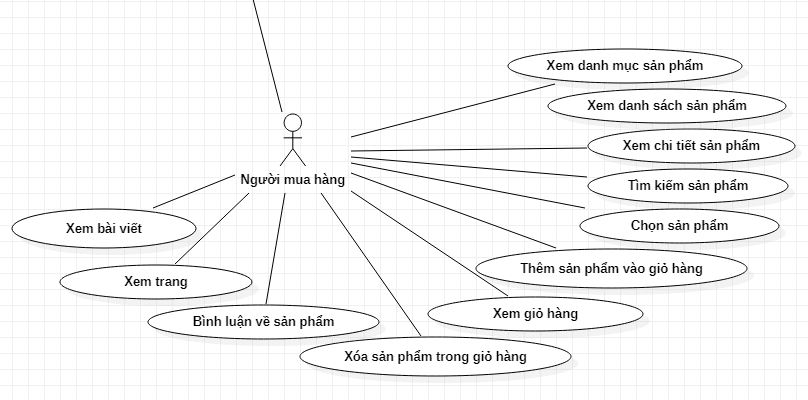 Xem danh mục sản phẩm
Xem danh sách sản phẩm
Xem chi tiết sản phẩm
Tìm kiếm sản phẩm
Chọn sản phẩm
Thêm sản phẩm vào giỏ hàng
Xem giỏ hàng
Xóa sản phẩm trong giỏ hàng
Bình luận về sản phẩm
Xem trang
Xem bài viết
Người mua hàng